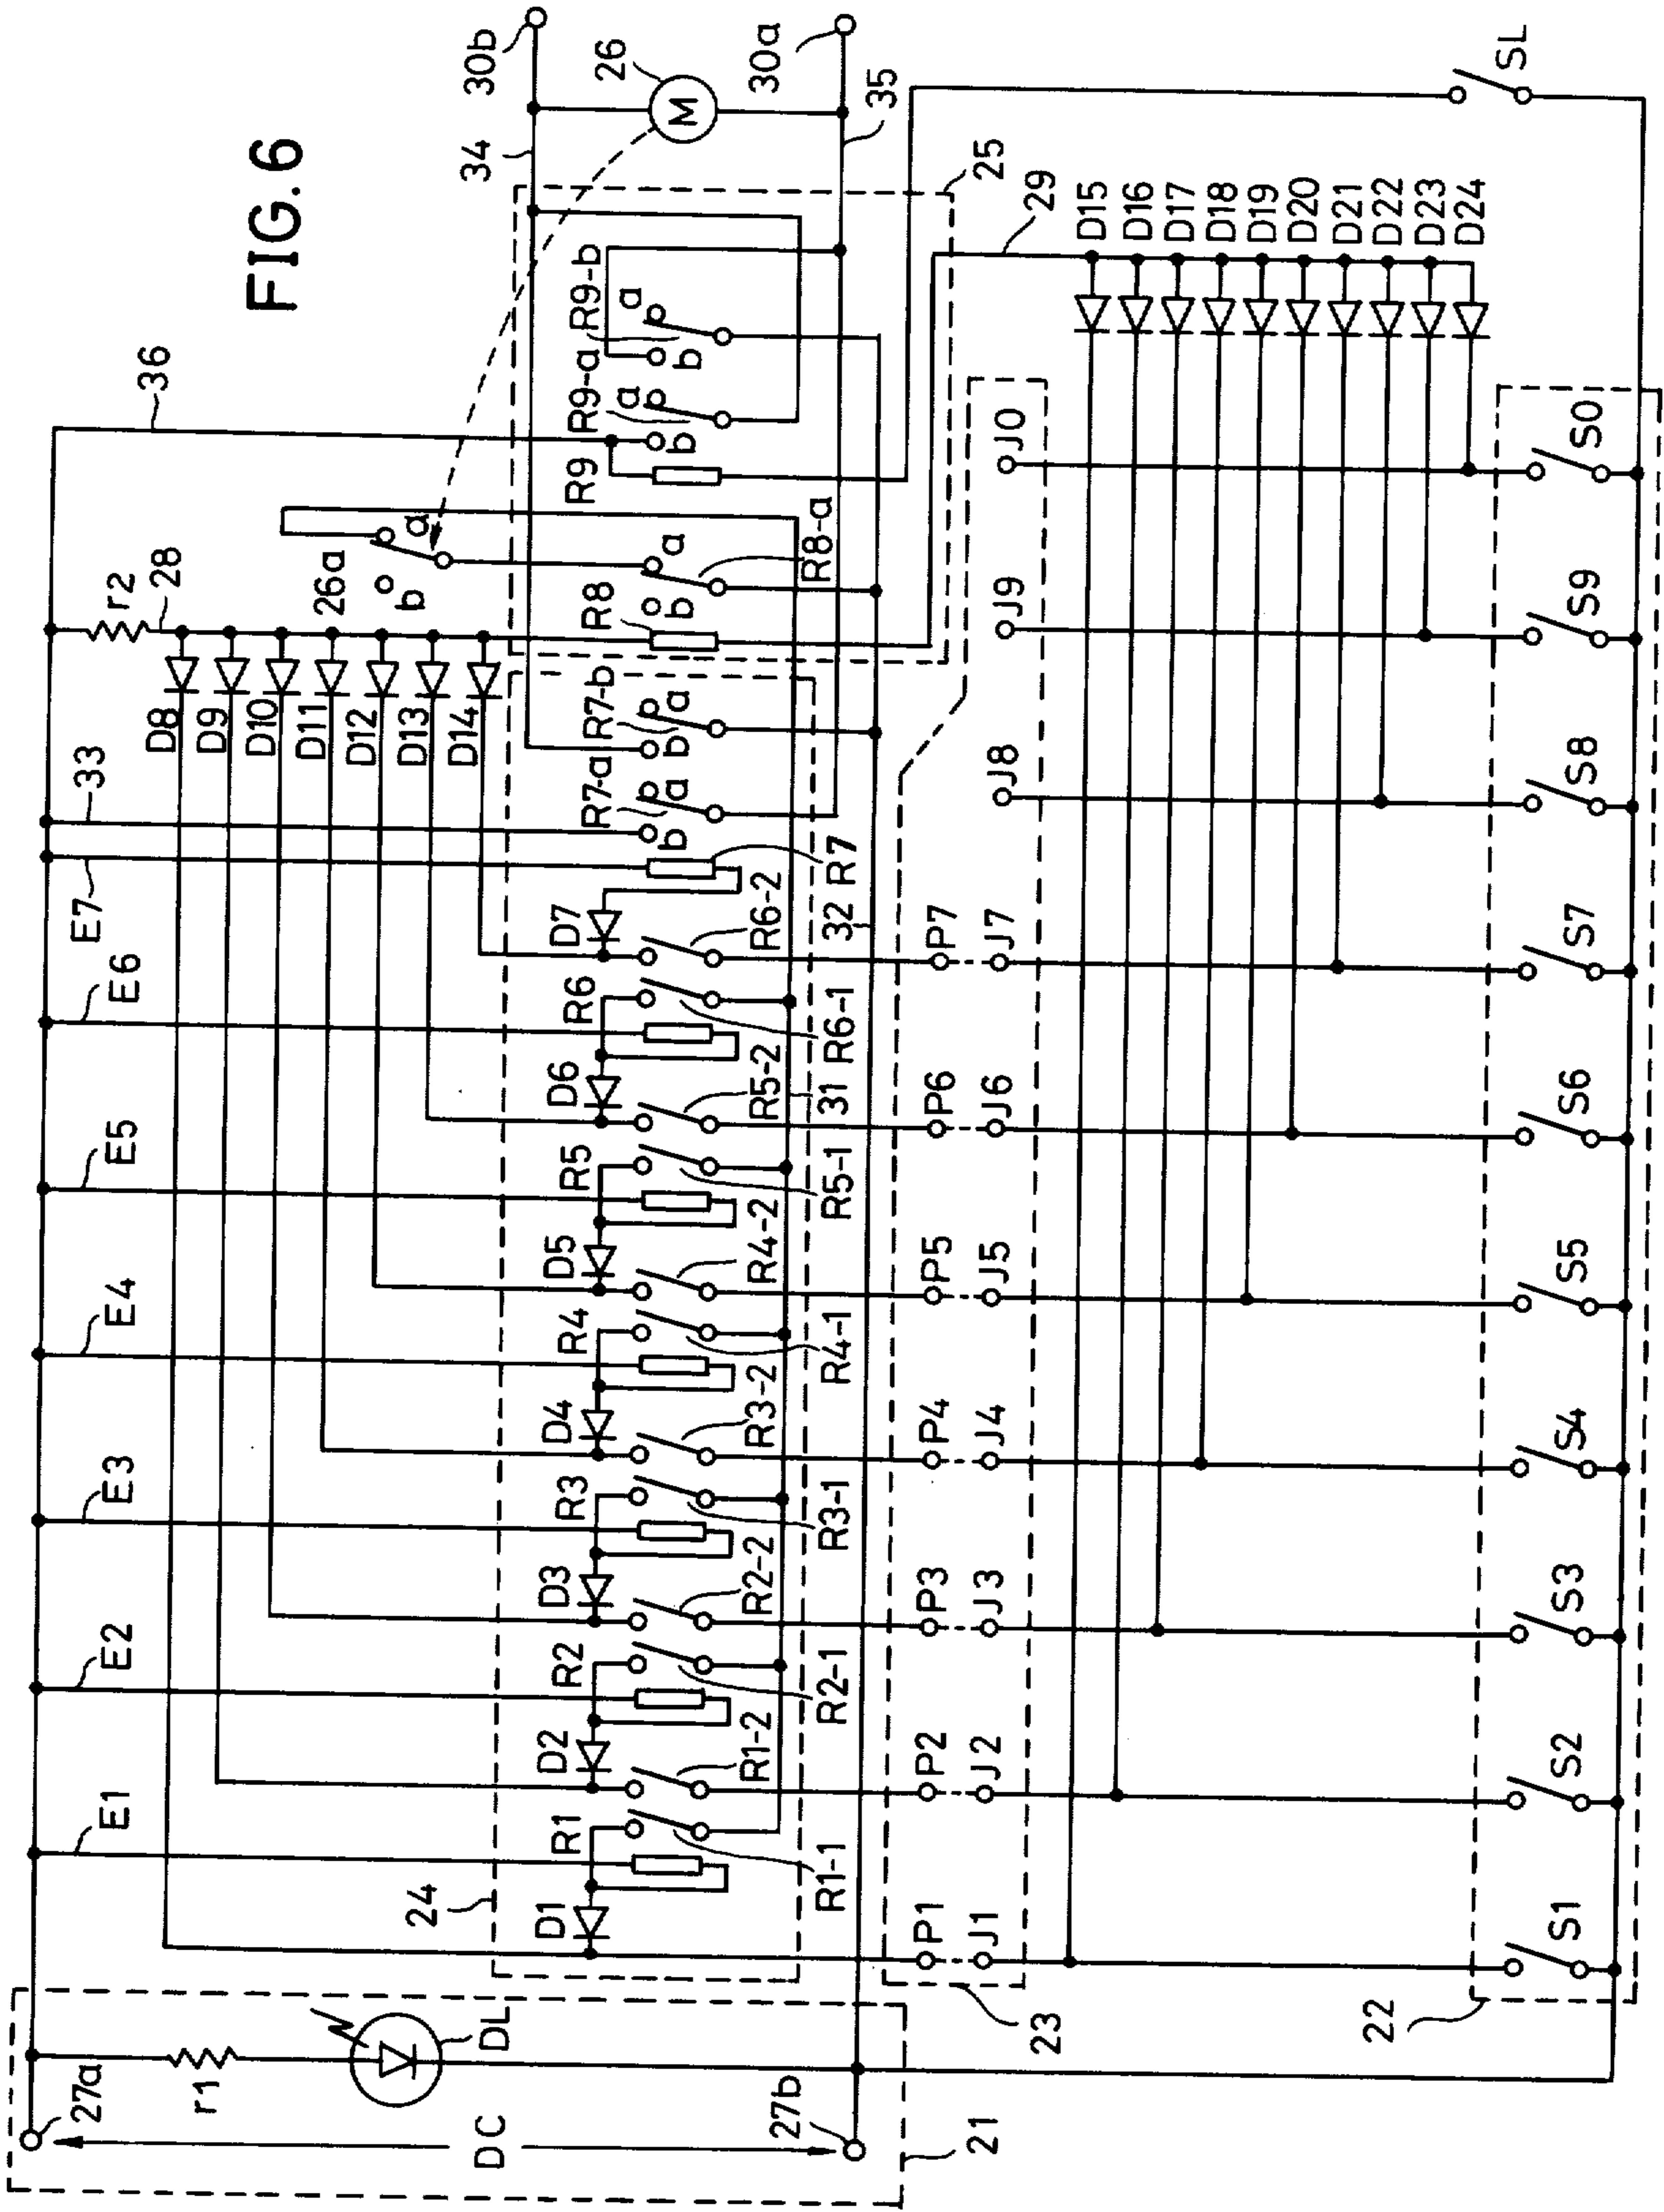 FIG.6
27a
r1
DL
DC
27b
21
E1
E2
E3
E4
E5
E6
E7
33
r2
28
36
D8
D9
D10
D11
D12
D13
D14
26a
a
b
34
30b
26
M
30a
35
24
D1
R1
R1-1
R1-2
D2
R2
R2-1
R2-2
D3
R3
R3-1
R3-2
D4
R4
R4-1
R4-2
D5
R5
R5-1
R5-2
D6
R6
R6-1
R6-2
D7
R7
R7-a
b
a
R7-b
b
a
31
32
R8
b
a
R8-a
R9
R9-a
b
a
R9-b
b
a
25
29
P1
P2
P3
P4
P5
P6
P7
J1
J2
J3
J4
J5
J6
J7
J8
J9
J0
23
D15
D16
D17
D18
D19
D20
D21
D22
D23
D24
22
S1
S2
S3
S4
S5
S6
S7
S8
S9
S0
SL